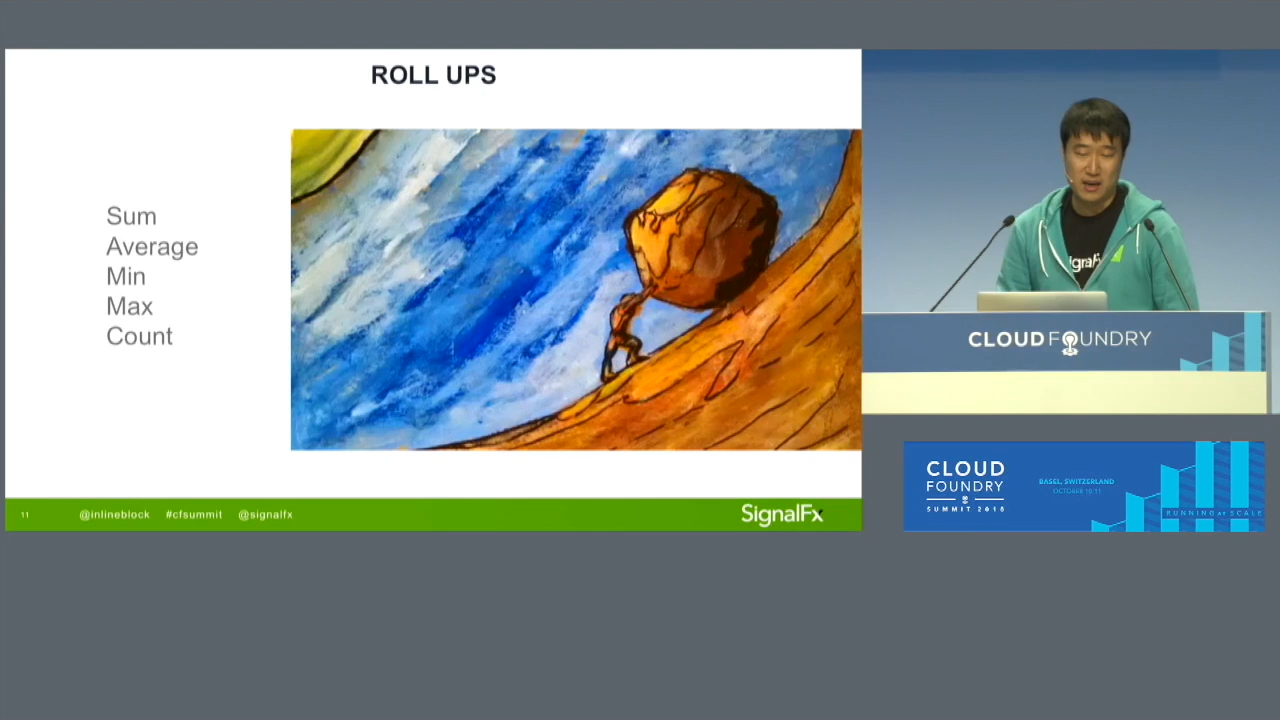 ROLL UPS
Sum
Average
Min
Max
Count
11 @inlineblock #cfsummit @signalfx SignalFx
CLOUD FOUNDRY
CLOUD
FOUNDRY
SUMMIT 2018
BASEL, SWITZERLAND
OCTOBER 10-11
RUNNING AT SCALE